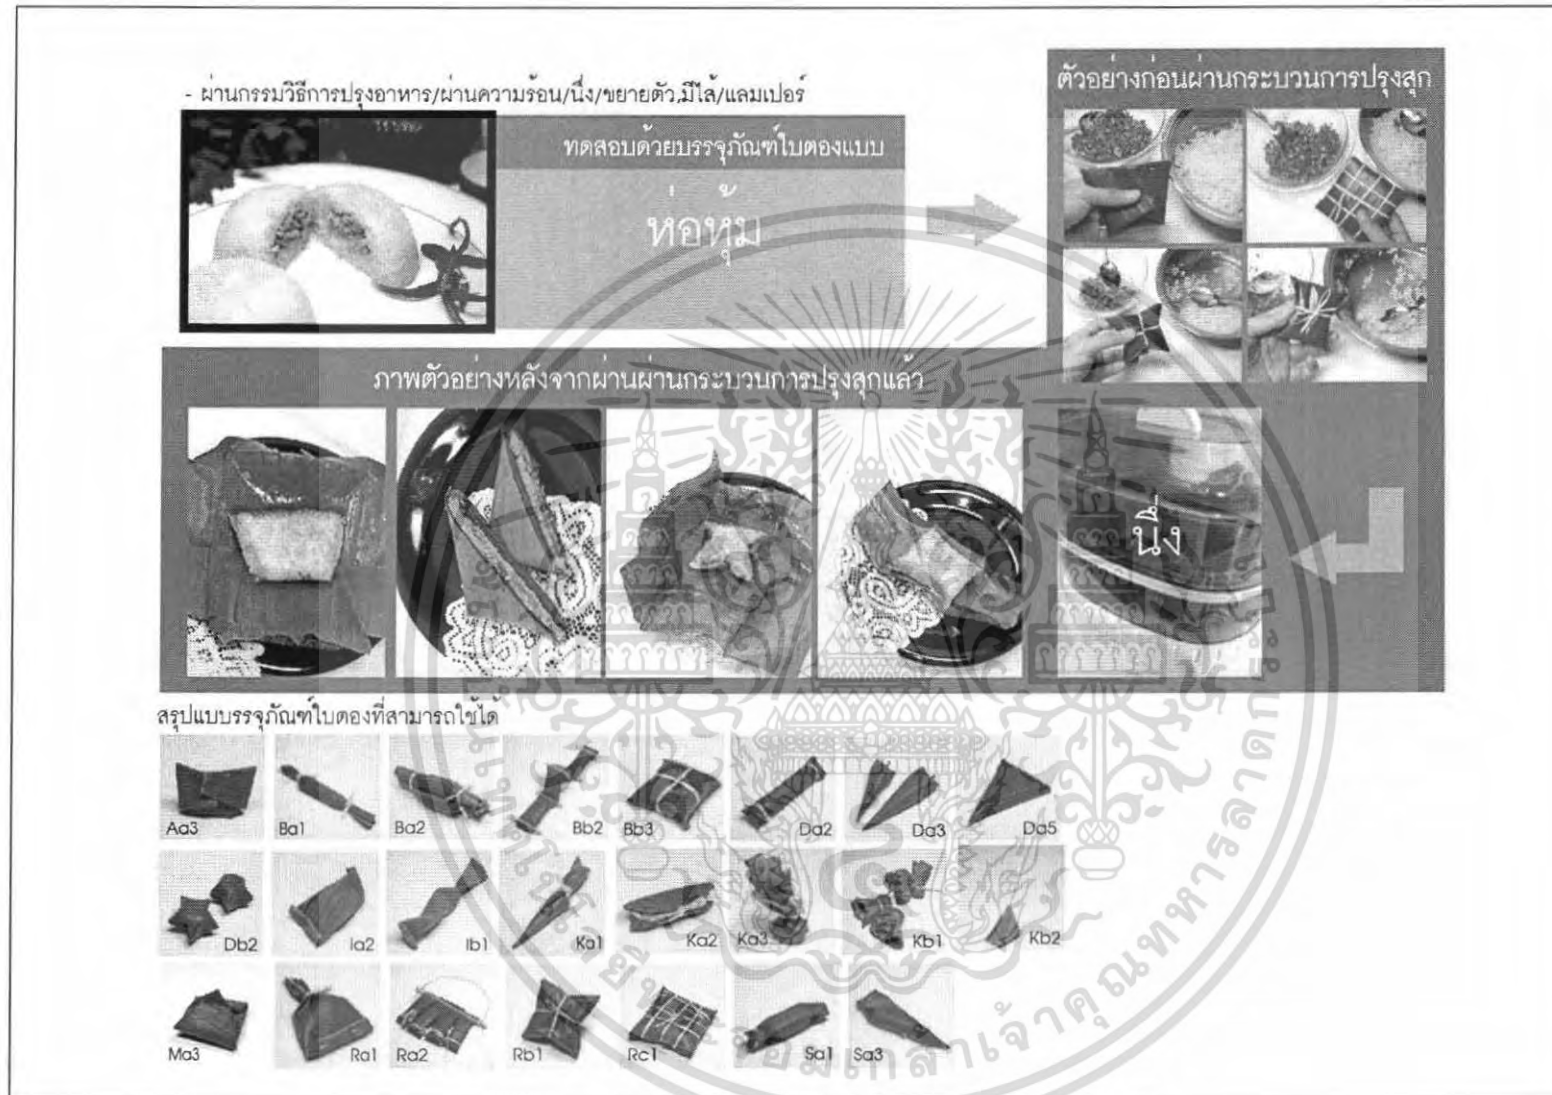 - ผ่านกรรมวิธีการปรุงอาหาร/ผ่านความร้อน/นึ่ง/ขยายตัว,มีไส้/แลมเปอร์
ทดสอบด้วยบรรจุภัณฑ์ใบตองแบบ
ห่อหุ้ม
ตัวอย่างก่อนผ่านกระบวนการปรุงสุก
ภาพตัวอย่างหลังจากผ่านผ่านกระบวนการปรุงสุกแล้ว
นึ่ง
สรุปแบบบรรจุภัณฑ์ใบตองที่สามารถใช้ได้
Aa3 Ba1 Ba2 Bb2 Bb3 Da2 Da3 Da5
Db2 Ia2 Ib1 Ka1 Ka2 Ka3 Kb1 Kb2
Ma3 Ra1 Ra2 Rb1 Rc1 Sa1 Sa3